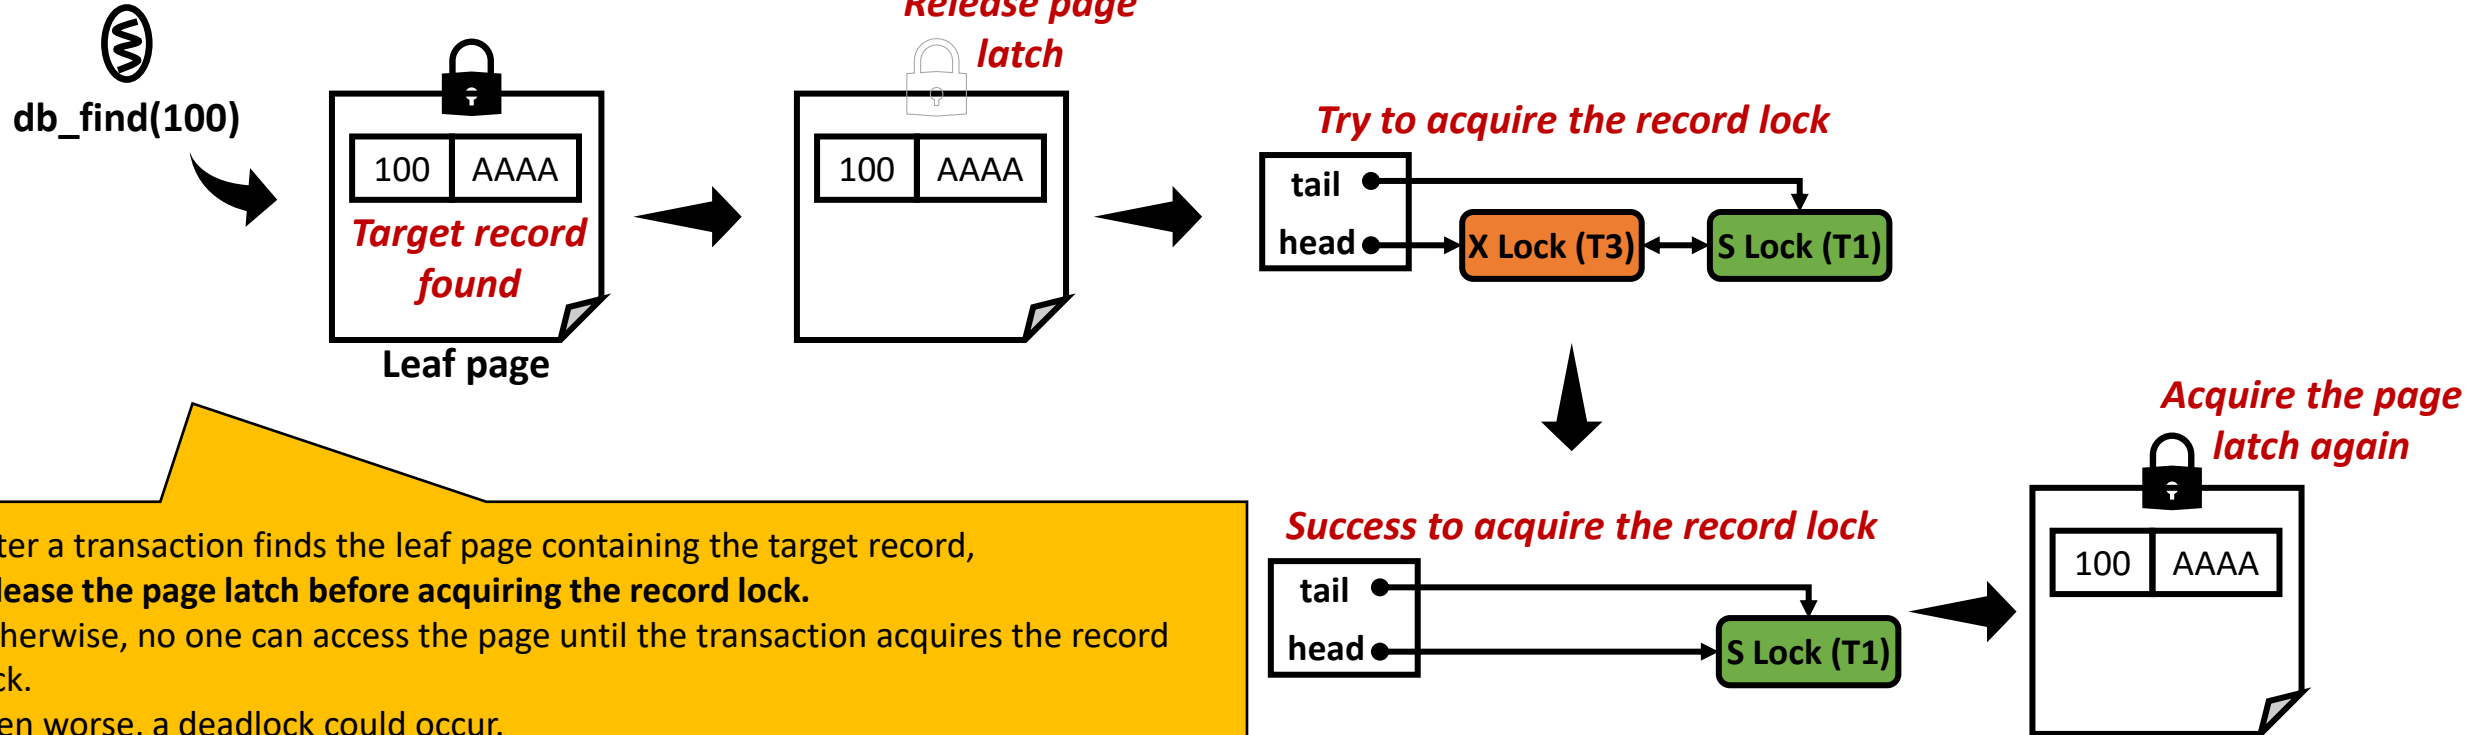 Release page
latch
db_find(100)
100 AAAA
Target record
found
Leaf page
100 AAAA
Try to acquire the record lock
tail
head
X Lock (T3)
S Lock (T1)
Success to acquire the record lock
tail
head
S Lock (T1)
Acquire the page
latch again
100 AAAA
ter a transaction finds the leaf page containing the target record,
lease the page latch before acquiring the record lock.
herwise, no one can access the page until the transaction acquires the record
ck.
en worse, a deadlock could occur.